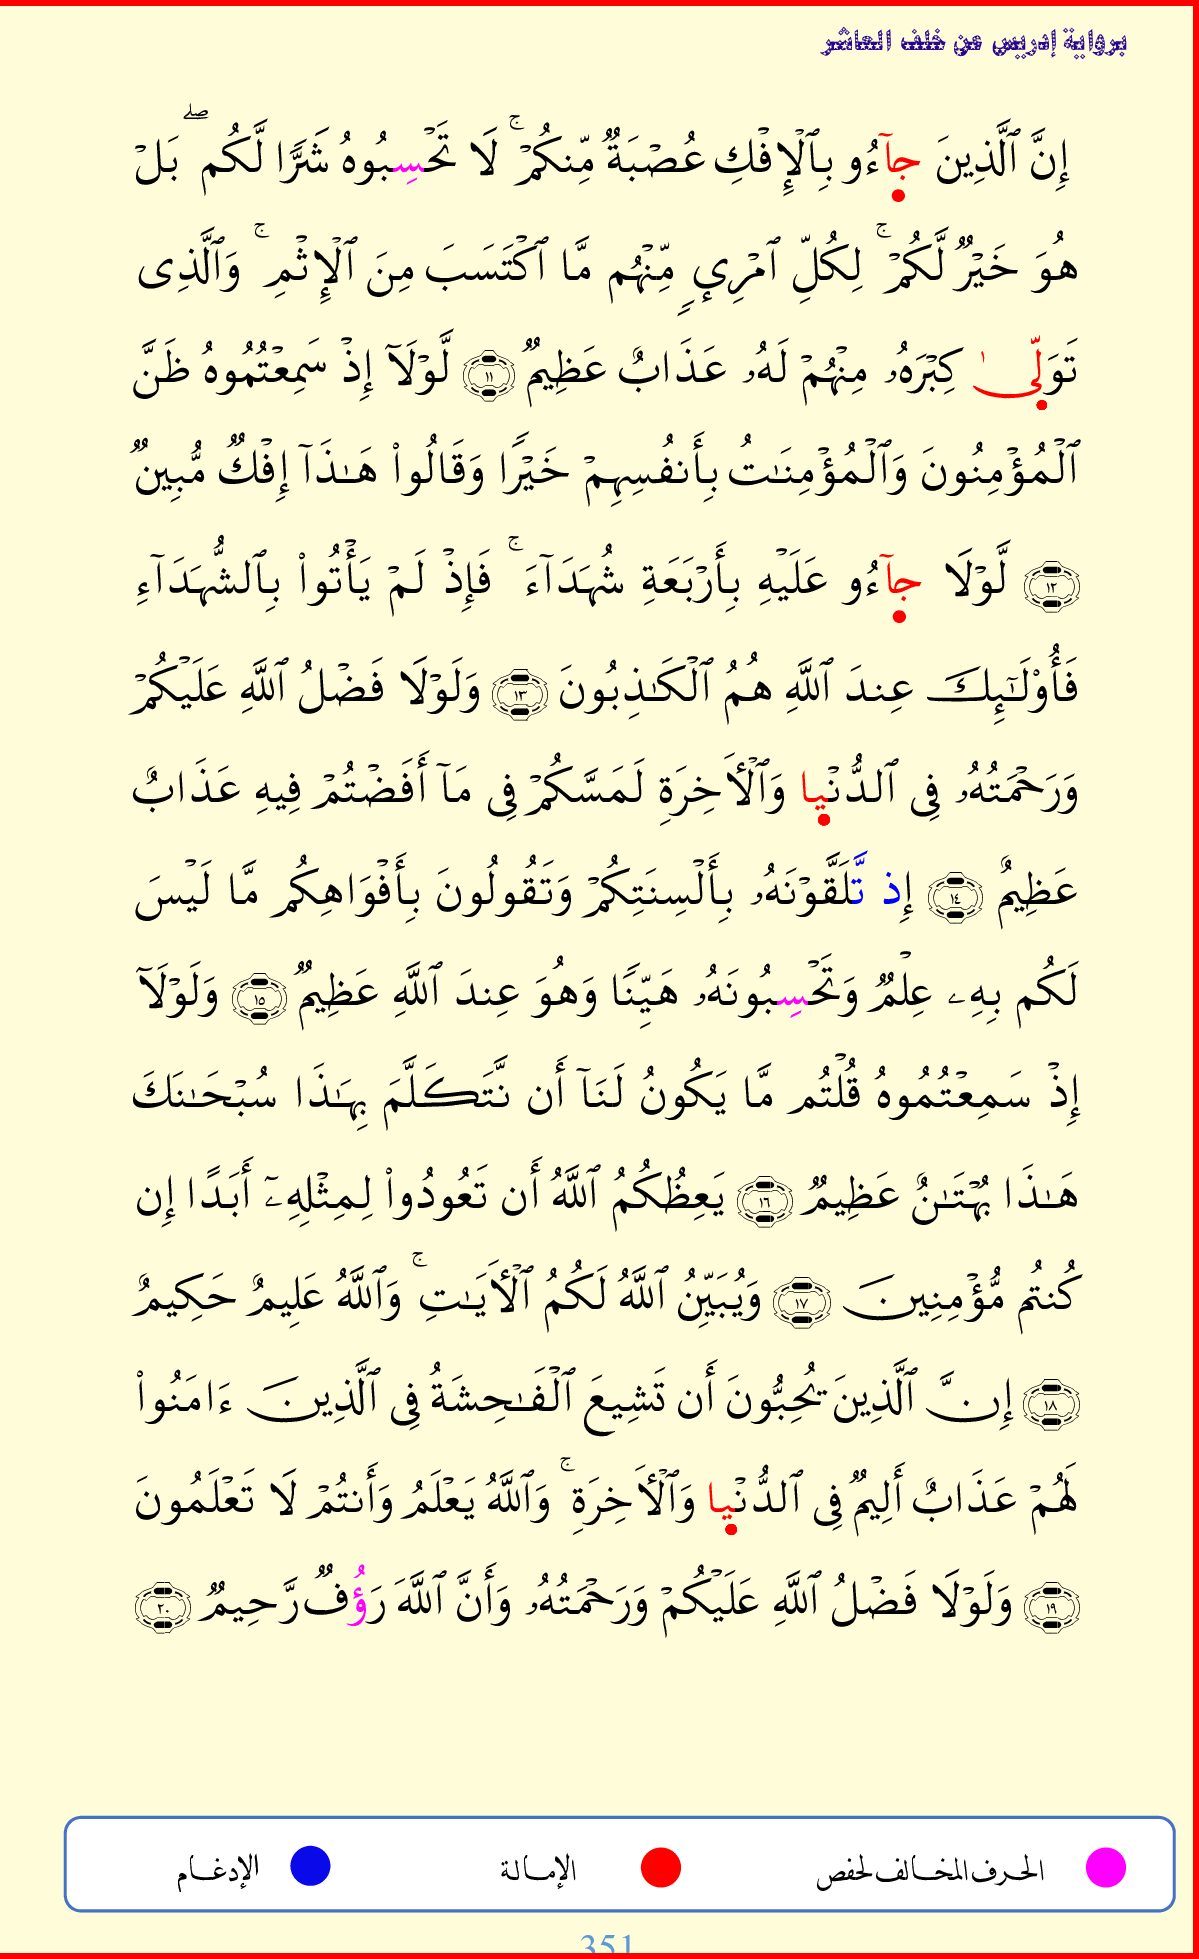 برواية إدريس عن خلف العاشر
إِنَّ ٱلَّذِينَ جَآءُو بِٱلْإِفْكِ عُصْبَةٌ مِّنكُمْ ۚ لَا تَحْسِبُوهُ شَرًّا لَّكُم ۖ بَلْ
هُوَ خَيْرٌ لَّكُمْ ۚ لِكُلِّ ٱمْرِئٍ مِّنْهُم مَّا ٱكْتَسَبَ مِنَ ٱلْإِثْمِ ۚ وَٱلَّذِى
تَوَلِّىٰ كِبْرَهُۥ مِنْهُمْ لَهُۥ عَذَابٌ عَظِيمٌ ١١ لَّوْلَآ إِذْ سَمِعْتُمُوهُ ظَنَّ
ٱلْمُؤْمِنُونَ وَٱلْمُؤْمِنَـٰتُ بِأَنفُسِهِمْ خَيْرًا وَقَالُوا۟ هَـٰذَآ إِفْكٌ مُّبِينٌ
١٢ لَّوْلَا جَآءُو عَلَيْهِ بِأَرْبَعَةِ شُهَدَآءَ ۚ فَإِذْ لَمْ يَأْتُوا۟ بِٱلشُّهَدَآءِ
فَأُو۟لَـٰٓئِكَ عِندَ ٱللَّهِ هُمُ ٱلْكَـٰذِبُونَ ١٣ وَلَوْلَا فَضْلُ ٱللَّهِ عَلَيْكُمْ
وَرَحْمَتُهُۥ فِى ٱلدُّنْيا وَٱلْأَخِرَةِ لَمَسَّكُمْ فِى مَآ أَفَضْتُمْ فِيهِ عَذَابٌ
عَظِيمٌ ١٤ إِذ تَّلَقَّوْنَهُۥ بِأَلْسِنَتِكُمْ وَتَقُولُونَ بِأَفْوَاهِكُم مَّا لَيْسَ
لَكُم بِهِۦ عِلْمٌ وَتَحْسِبُونَهُۥ هَيِّنًا وَهُوَ عِندَ ٱللَّهِ عَظِيمٌ ١٥ وَلَوْلَآ
إِذْ سَمِعْتُمُوهُ قُلْتُم مَّا يَكُونُ لَنَآ أَن نَّتَكَلَّمَ بِهَـٰذَا سُبْحَـٰنَكَ
هَـٰذَا بُهْتَـٰنٌ عَظِيمٌ ١٦ يَعِظُكُمُ ٱللَّهُ أَن تَعُودُوا۟ لِمِثْلِهِۦٓ أَبَدًا إِن
كُنتُم مُّؤْمِنِينَ ١٧ وَيُبَيِّنُ ٱللَّهُ لَكُمُ ٱلْأَيَـٰتِ ۚ وَٱللَّهُ عَلِيمٌ حَكِيمٌ
١٨ إِنَّ ٱلَّذِينَ يُحِبُّونَ أَن تَشِيعَ ٱلْفَـٰحِشَةُ فِى ٱلَّذِينَ ءَامَنُوا۟
لَهُمْ عَذَابٌ أَلِيمٌ فِى ٱلدُّنْيا وَٱلْأَخِرَةِ ۚ وَٱللَّهُ يَعْلَمُ وَأَنتُمْ لَا تَعْلَمُونَ
١٩ وَلَوْلَا فَضْلُ ٱللَّهِ عَلَيْكُمْ وَرَحْمَتُهُۥ وَأَنَّ ٱللَّهَ رَؤُفٌ رَّحِيمٌ ٢٠
الحرف المخالف لحفص الإمالة الإدغام
351